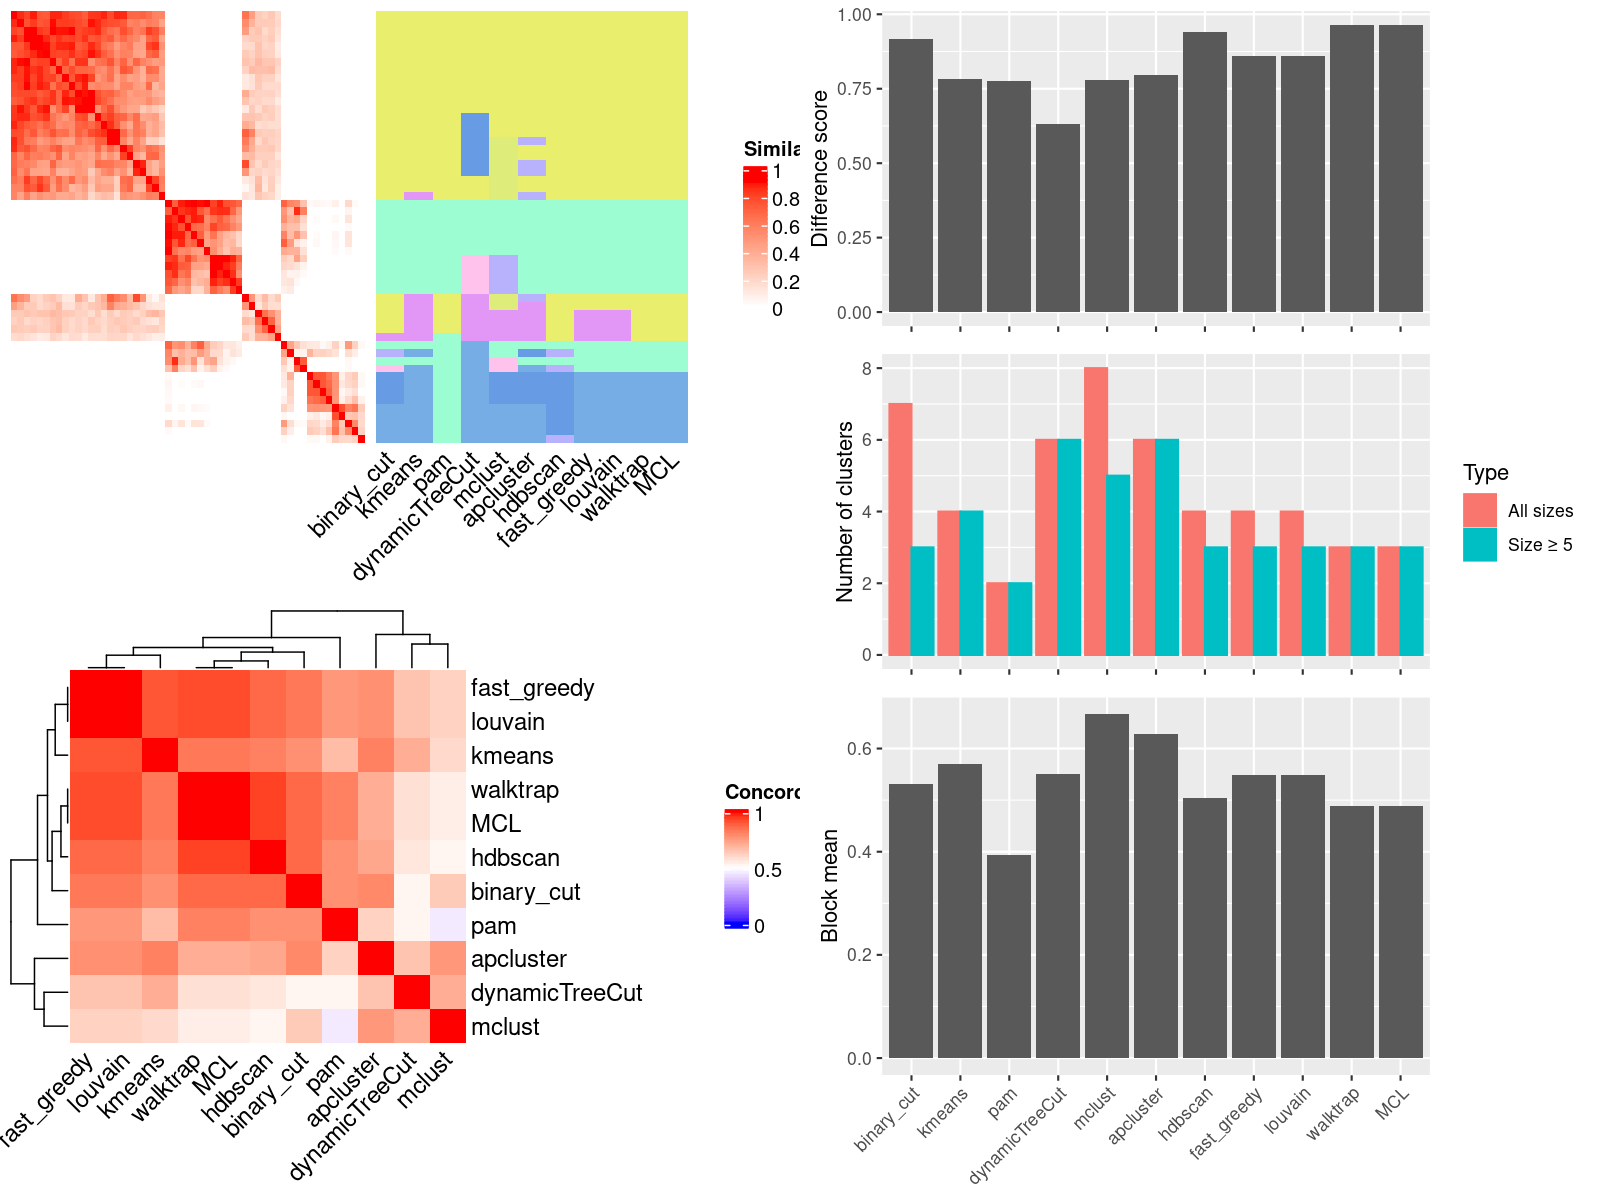 Simila
1
0.8
0.6
0.4
0.2
0
binary_cut
kmeans
pam
dynamicTreeCut
mclust
apcluster
hdbscan
fast_greedy
louvain
walktrap
MCL
fast_greedy
louvain
kmeans
walktrap
MCL
hdbscan
binary_cut
pam
apcluster
dynamicTreeCut
mclust
Concor
1
0.5
0
fast_greedy
louvain
kmeans
walktrap
MCL
hdbscan
binary_cut
pam
apcluster
dynamicTreeCut
mclust
Difference score
1.00
0.75
0.50
0.25
0.00
Number of clusters
8
6
4
2
0
Type
All sizes
Size ≥ 5
Block mean
0.6
0.4
0.2
0.0
binary_cut
kmeans
pam
dynamicTreeCut
mclust
apcluster
hdbscan
fast_greedy
louvain
walktrap
MCL